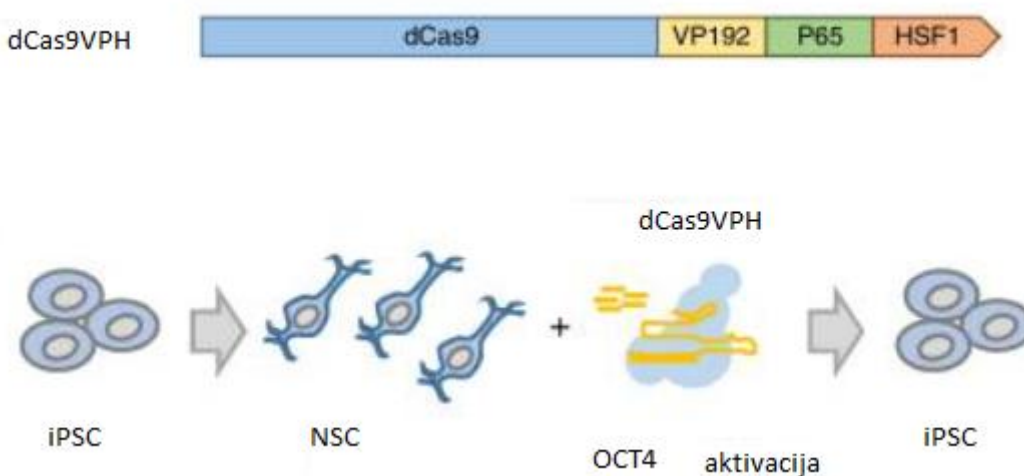 dCas9VPH
dCas9 VP192 P65 HSF1
dCas9VPH
+
iPSC NSC OCT4 aktivacija iPSC